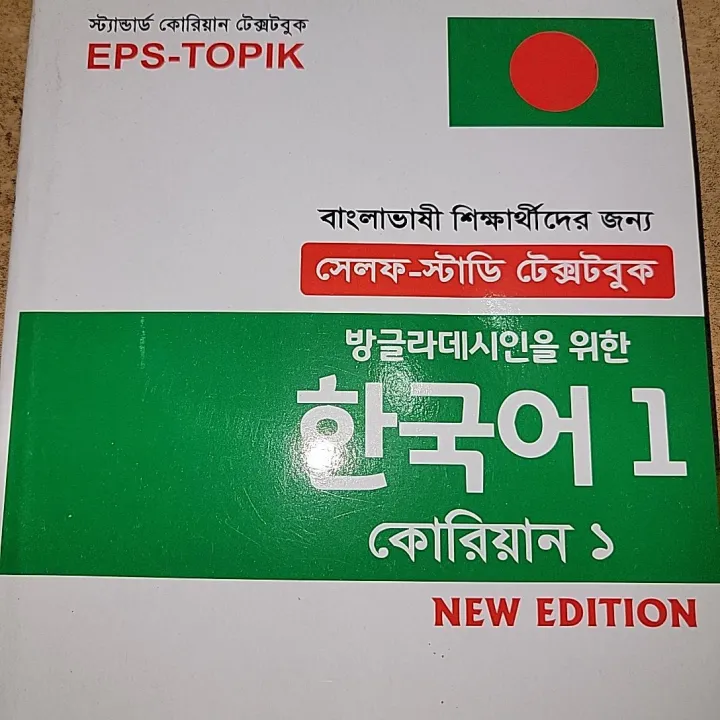 স্ট্যান্ডার্ড কোরিয়ান টেক্সটবুক
EPS-TOPIK
বাংলাভাষী শিক্ষার্থীদের জন্য
সেলফ-স্টাডি টেক্সটবুক
방글라데시인을 위한
한국어 1
কোরিয়ান ১
NEW EDITION